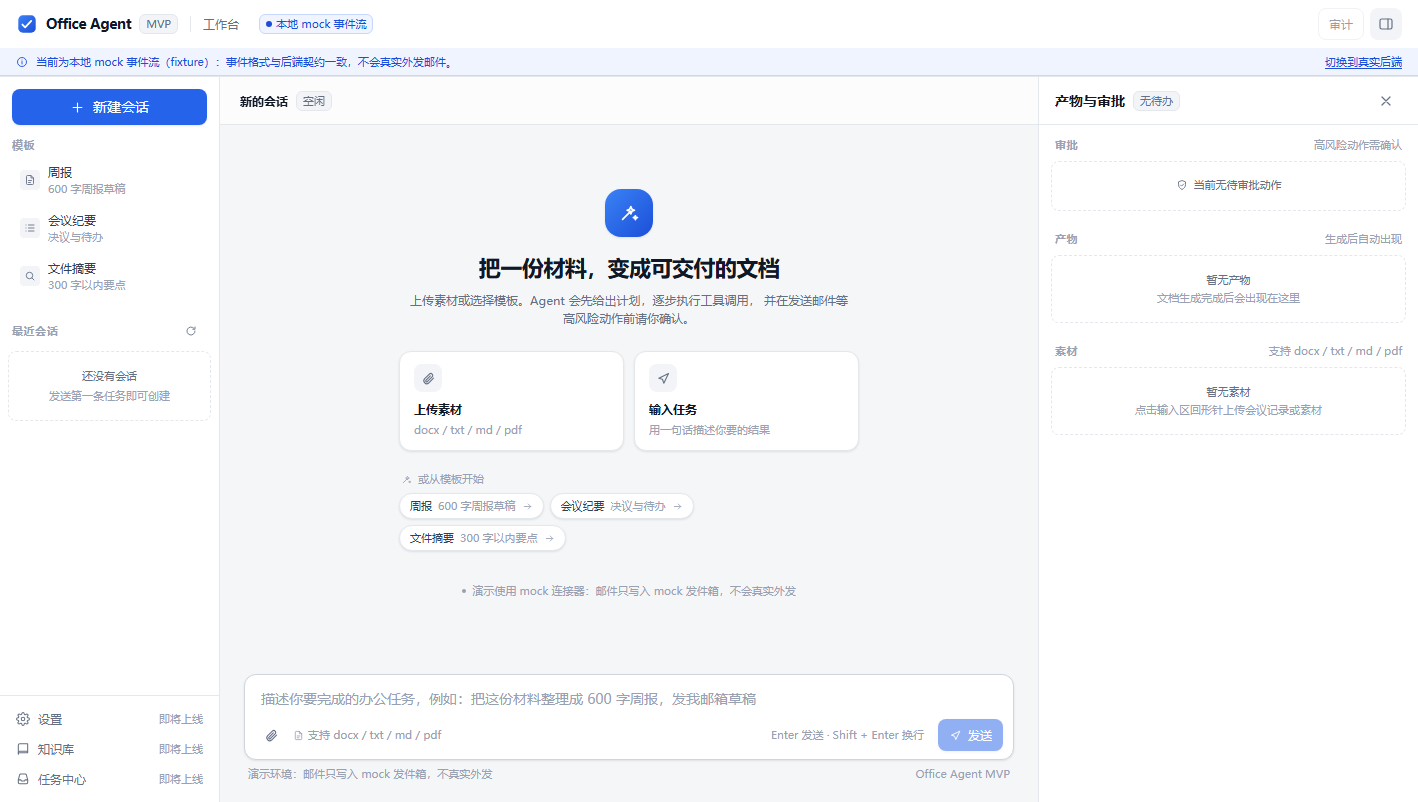 Office Agent MVP 工作台 本地 mock 事件流 审计
当前为本地 mock 事件流（fixture）：事件格式与后端契约一致，不会真实外发邮件。 切换到真实后端
新建会话
模板
周报
600 字周报草稿
会议纪要
决议与待办
文件摘要
300 字以内要点
最近会话
还没有会话
发送第一条任务即可创建
设置 即将上线
知识库 即将上线
任务中心 即将上线
新的会话 空闲
把一份材料，变成可交付的文档
上传素材或选择模板。Agent 会先给出计划，逐步执行工具调用， 并在发送邮件等
高风险动作前请你确认。
上传素材
docx / txt / md / pdf
输入任务
用一句话描述你要的结果
或从模板开始
周报 600 字周报草稿 →
会议纪要 决议与待办 →
文件摘要 300 字以内要点 →
演示使用 mock 连接器：邮件只写入 mock 发件箱，不会真实外发
描述你要完成的办公任务，例如：把这份材料整理成 600 字周报，发我邮箱草稿
支持 docx / txt / md / pdf Enter 发送 · Shift + Enter 换行 发送
演示环境：邮件只写入 mock 发件箱，不真实外发 Office Agent MVP
产物与审批 无待办
审批 高风险动作需确认
当前无待审批动作
产物 生成后自动出现
暂无产物
文档生成完成后会出现在这里
素材 支持 docx / txt / md / pdf
暂无素材
点击输入区回形针上传会议记录或素材